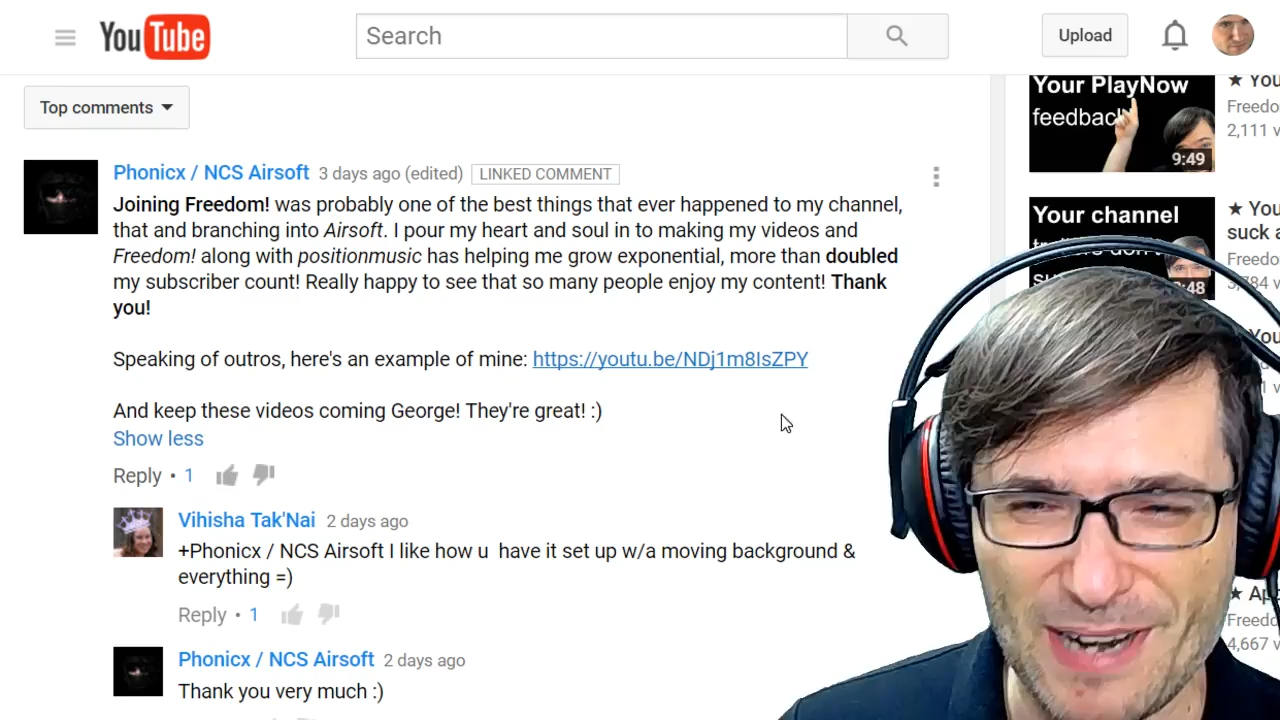 YouTube
Search
Upload
Top comments
Your PlayNow
feedback
9:49
★ You
Freedo
2,111 v
Phonicx / NCS Airsoft 3 days ago (edited) LINKED COMMENT
Joining Freedom! was probably one of the best things that ever happened to my channel,
that and branching into Airsoft. I pour my heart and soul in to making my videos and
Freedom! along with positionmusic has helping me grow exponential, more than doubled
my subscriber count! Really happy to see that so many people enjoy my content! Thank
you!
Your channel
:48
★ You
suck a
Freedo
3,784 v
Speaking of outros, here's an example of mine: https://youtu.be/NDj1m8IsZPY
And keep these videos coming George! They're great! :)
Show less
Reply • 1
Vihisha Tak'Nai 2 days ago
+Phonicx / NCS Airsoft I like how u have it set up w/a moving background &
everything =)
Reply • 1
Phonicx / NCS Airsoft 2 days ago
Thank you very much :)
You
★ Ap
Freedo
4,667 v